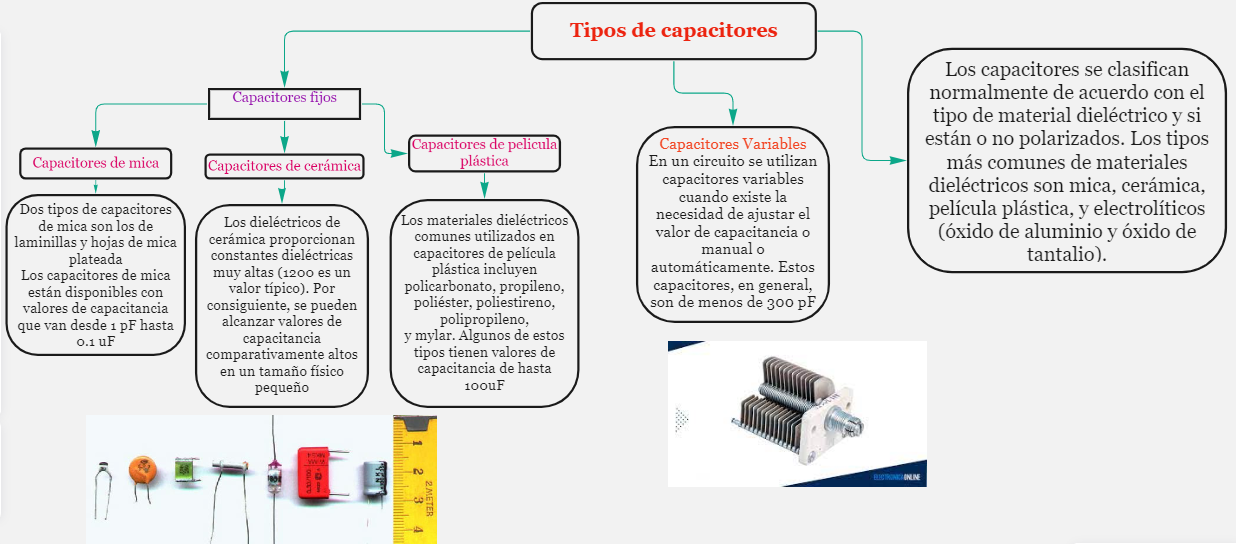 Tipos de capacitores
Capacitores fijos
Capacitores de mica
Dos tipos de capacitores
de mica son los de
laminillas y hojas de mica
plateada
Los capacitores de mica
están disponibles con
valores de capacitancia
que van desde 1 pF hasta
0.1 uF
Capacitores de cerámica
Los dieléctricos de
cerámica proporcionan
constantes dieléctricas
muy altas (1200 es un
valor típico). Por
consiguiente, se pueden
alcanzar valores de
capacitancia
comparativamente altos
en un tamaño físico
pequeño
Capacitores de pelicula
plástica
Los materiales dieléctricos
comunes utilizados en
capacitores de película
plástica incluyen
policarbonato, propileno,
poliéster, poliestireno,
polipropileno,
y mylar. Algunos de estos
tipos tienen valores de
capacitancia de hasta
100uF
Capacitores Variables
En un circuito se utilizan
capacitores variables
cuando existe la
necesidad de ajustar el
valor de capacitancia o
manual o
automáticamente. Estos
capacitores, en general,
son de menos de 300 pF
Los capacitores se clasifican
normalmente de acuerdo con el
tipo de material dieléctrico y si
están o no polarizados. Los tipos
más comunes de materiales
dieléctricos son mica, cerámica,
película plástica, y electrolíticos
(óxido de aluminio y óxido de
tantalio).
1
2
3
4
2METER
ELECTRONICAONLINE